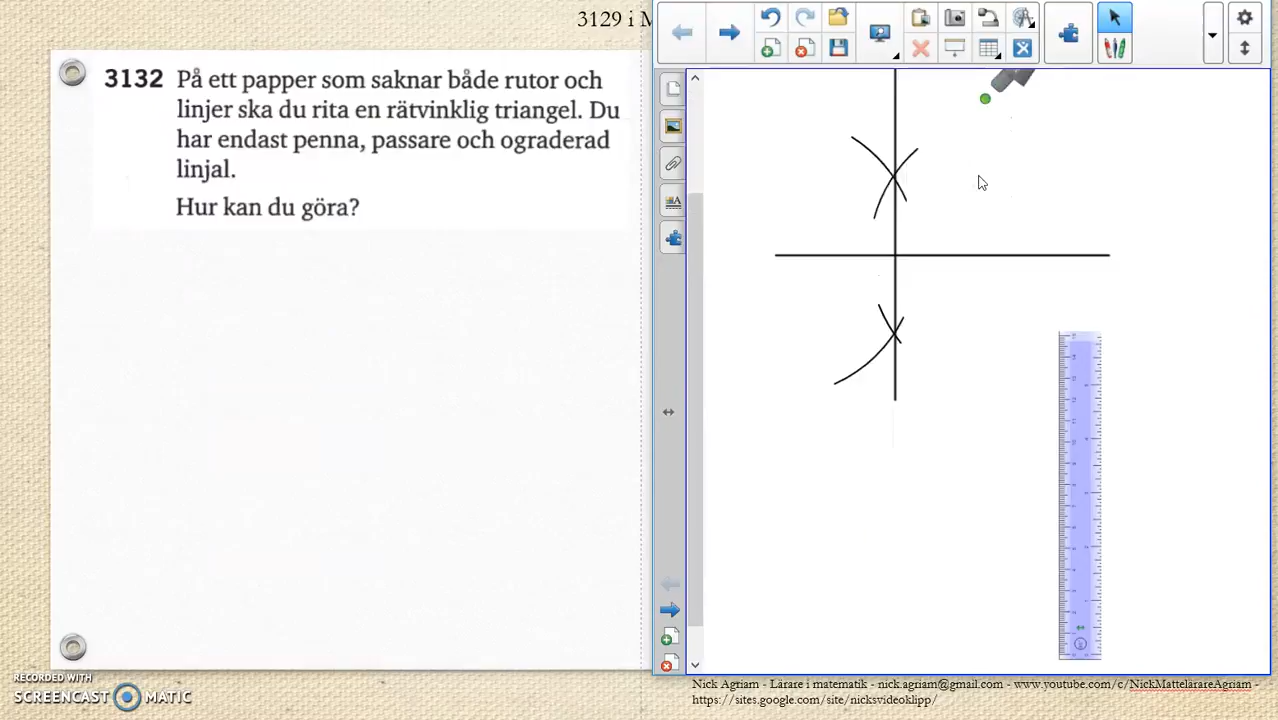 3129 i M
3132 På ett papper som saknar både rutor och
linjer ska du rita en rätvinklig triangel. Du
har endast penna, passare och ograderad
linjal.
Hur kan du göra?
RECORDED WITH
SCREENCAST MATIC
Nick Agriam - Lärare i matematik - nick.agriam@gmail.com - www.youtube.com/c/NickMattelärareAgriam
https://sites.google.com/site/nicksvideoklipp/